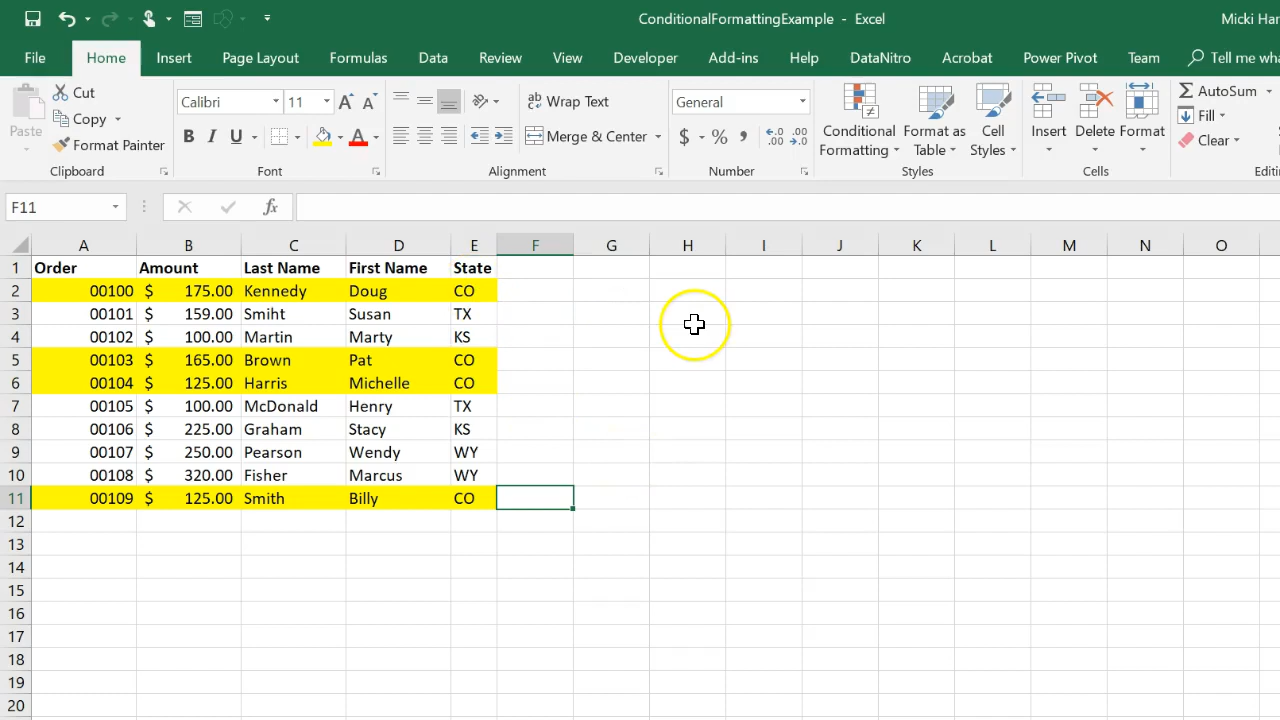 ConditionalFormattingExample - Excel
Micki Har
File Home Insert Page Layout Formulas Data Review View Developer Add-ins Help DataNitro Acrobat Power Pivot Team Tell me wha
Paste
Cut
Copy
Format Painter
Clipboard
Calibri 11
B I U
Font
Wrap Text
Merge & Center
Alignment
General
$ % ,
Number
Conditional Formatting
Format as Table
Cell Styles
Styles
Insert Delete Format
Cells
AutoSum
Fill
Clear
Editi
F11 fx
A B C D E F G H I J K L M N O
1 Order Amount Last Name First Name State
2 00100 $ 175.00 Kennedy Doug CO
3 00101 $ 159.00 Smiht Susan TX
4 00102 $ 100.00 Martin Marty KS
5 00103 $ 165.00 Brown Pat CO
6 00104 $ 125.00 Harris Michelle CO
7 00105 $ 100.00 McDonald Henry TX
8 00106 $ 225.00 Graham Stacy KS
9 00107 $ 250.00 Pearson Wendy WY
10 00108 $ 320.00 Fisher Marcus WY
11 00109 $ 125.00 Smith Billy CO
12
13
14
15
16
17
18
19
20